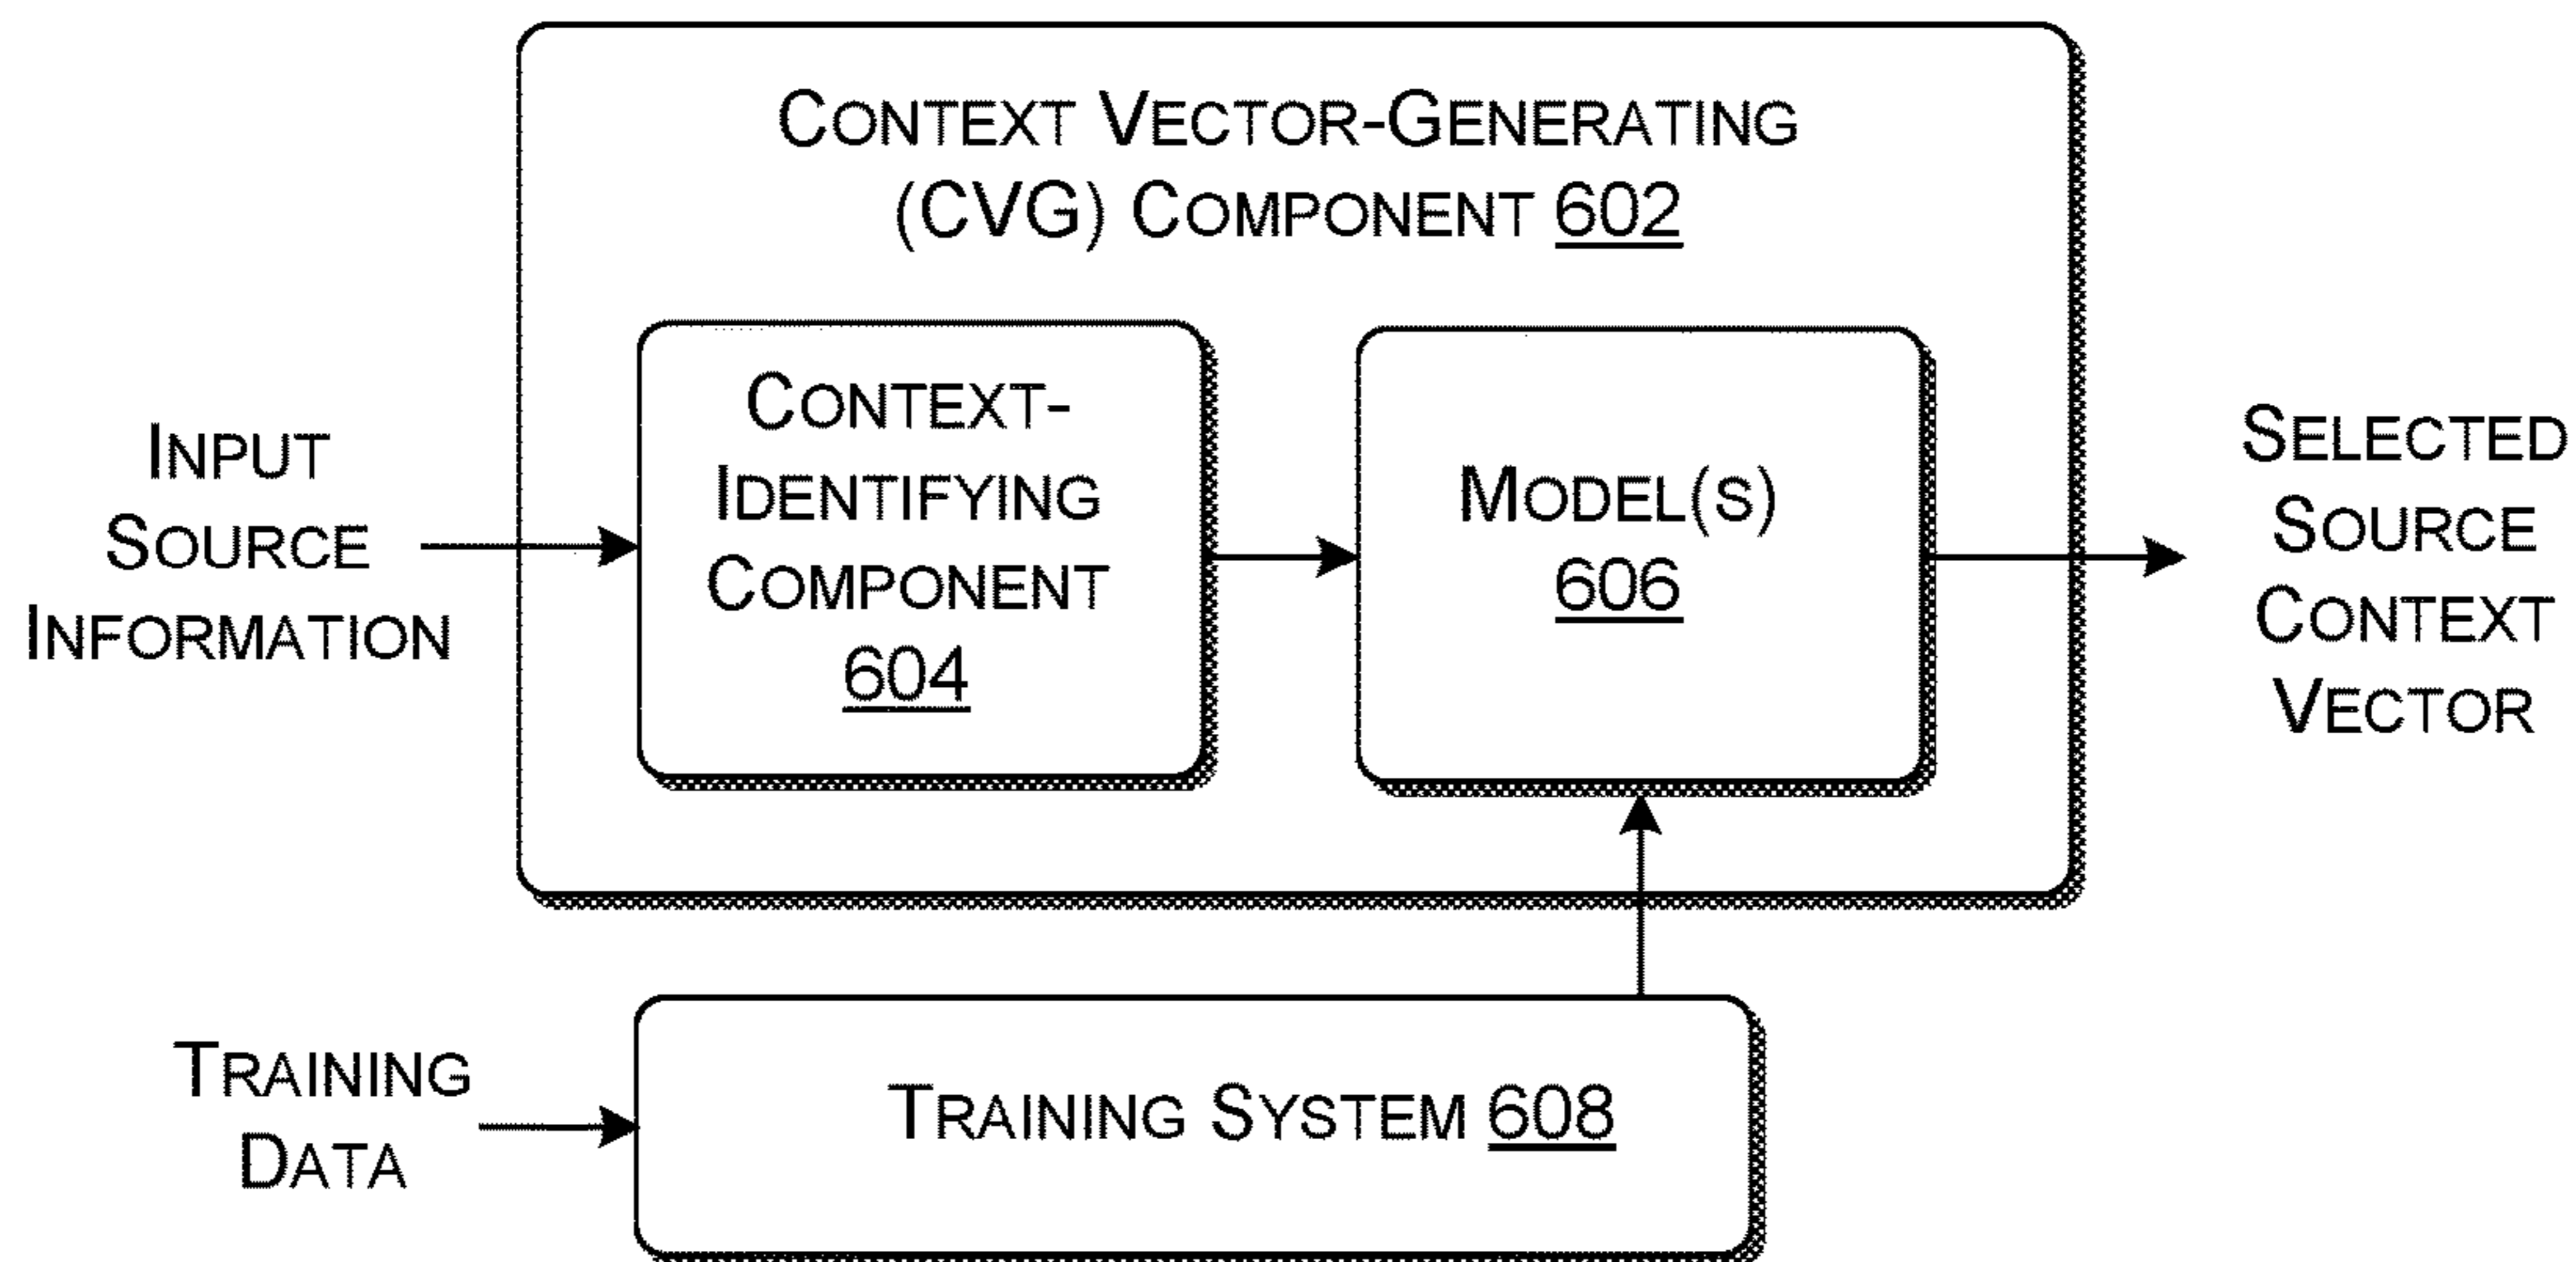 CONTEXT VECTOR-GENERATING
(CVG) COMPONENT 602
INPUT
SOURCE
INFORMATION
CONTEXT-
IDENTIFYING
COMPONENT
604
MODEL(S)
606
SELECTED
SOURCE
CONTEXT
VECTOR
TRAINING
DATA
TRAINING SYSTEM 608